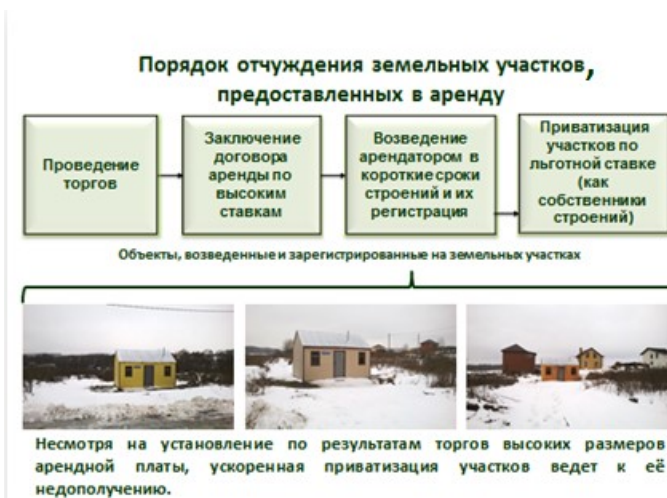 Порядок отчуждения земельных участков,
предоставленных в аренду
Проведение
торгов
Заключение
договора
аренды по
высоким
ставкам
Возведение
арендатором в
короткие сроки
строений и их
регистрация
Приватизация
участков по
льготной ставке
(как
собственники
строений)
Объекты, возведенные и зарегистрированные на земельных участках
Несмотря на установление по результатам торгов высоких размеров
арендной платы, ускоренная приватизация участков ведет к её
недополучению.